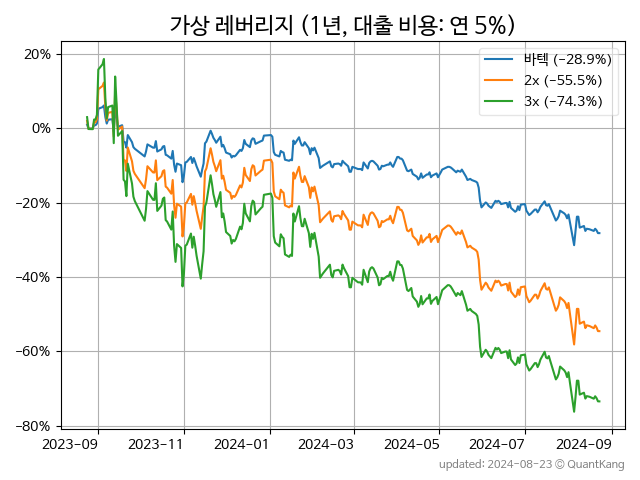 가상 레버리지 (1년, 대출 비용: 연 5%)
바텍 (−28.9%)
2x (−55.5%)
3x (−74.3%)
20%
0%
−20%
−40%
−60%
−80%
2023−09 2023−11 2024−01 2024−03 2024−05 2024−07 2024−09
updated: 2024-08-23 © QuantKang